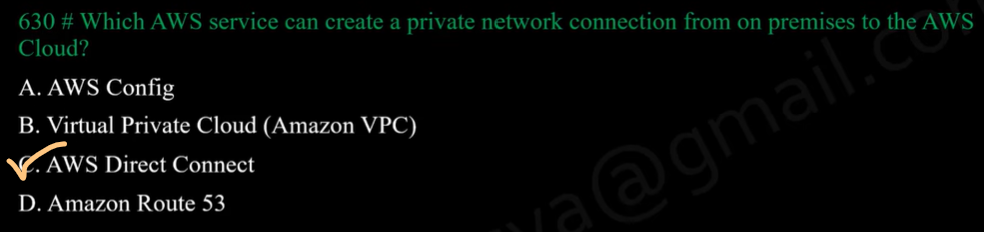 630 # Which AWS service can create a private network connection from on premises to the AWS
Cloud?
A. AWS Config
B. Virtual Private Cloud (Amazon VPC)
C. AWS Direct Connect
D. Amazon Route 53